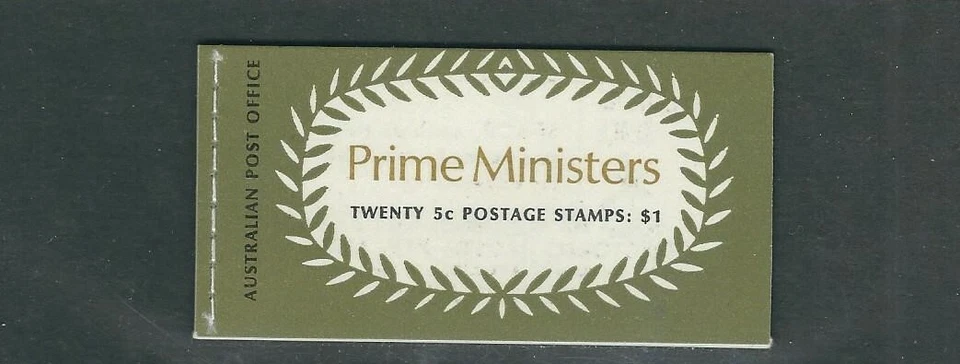 AUSTRALIAN POST OFFICE
Prime Ministers
TWENTY 5c POSTAGE STAMPS: $1